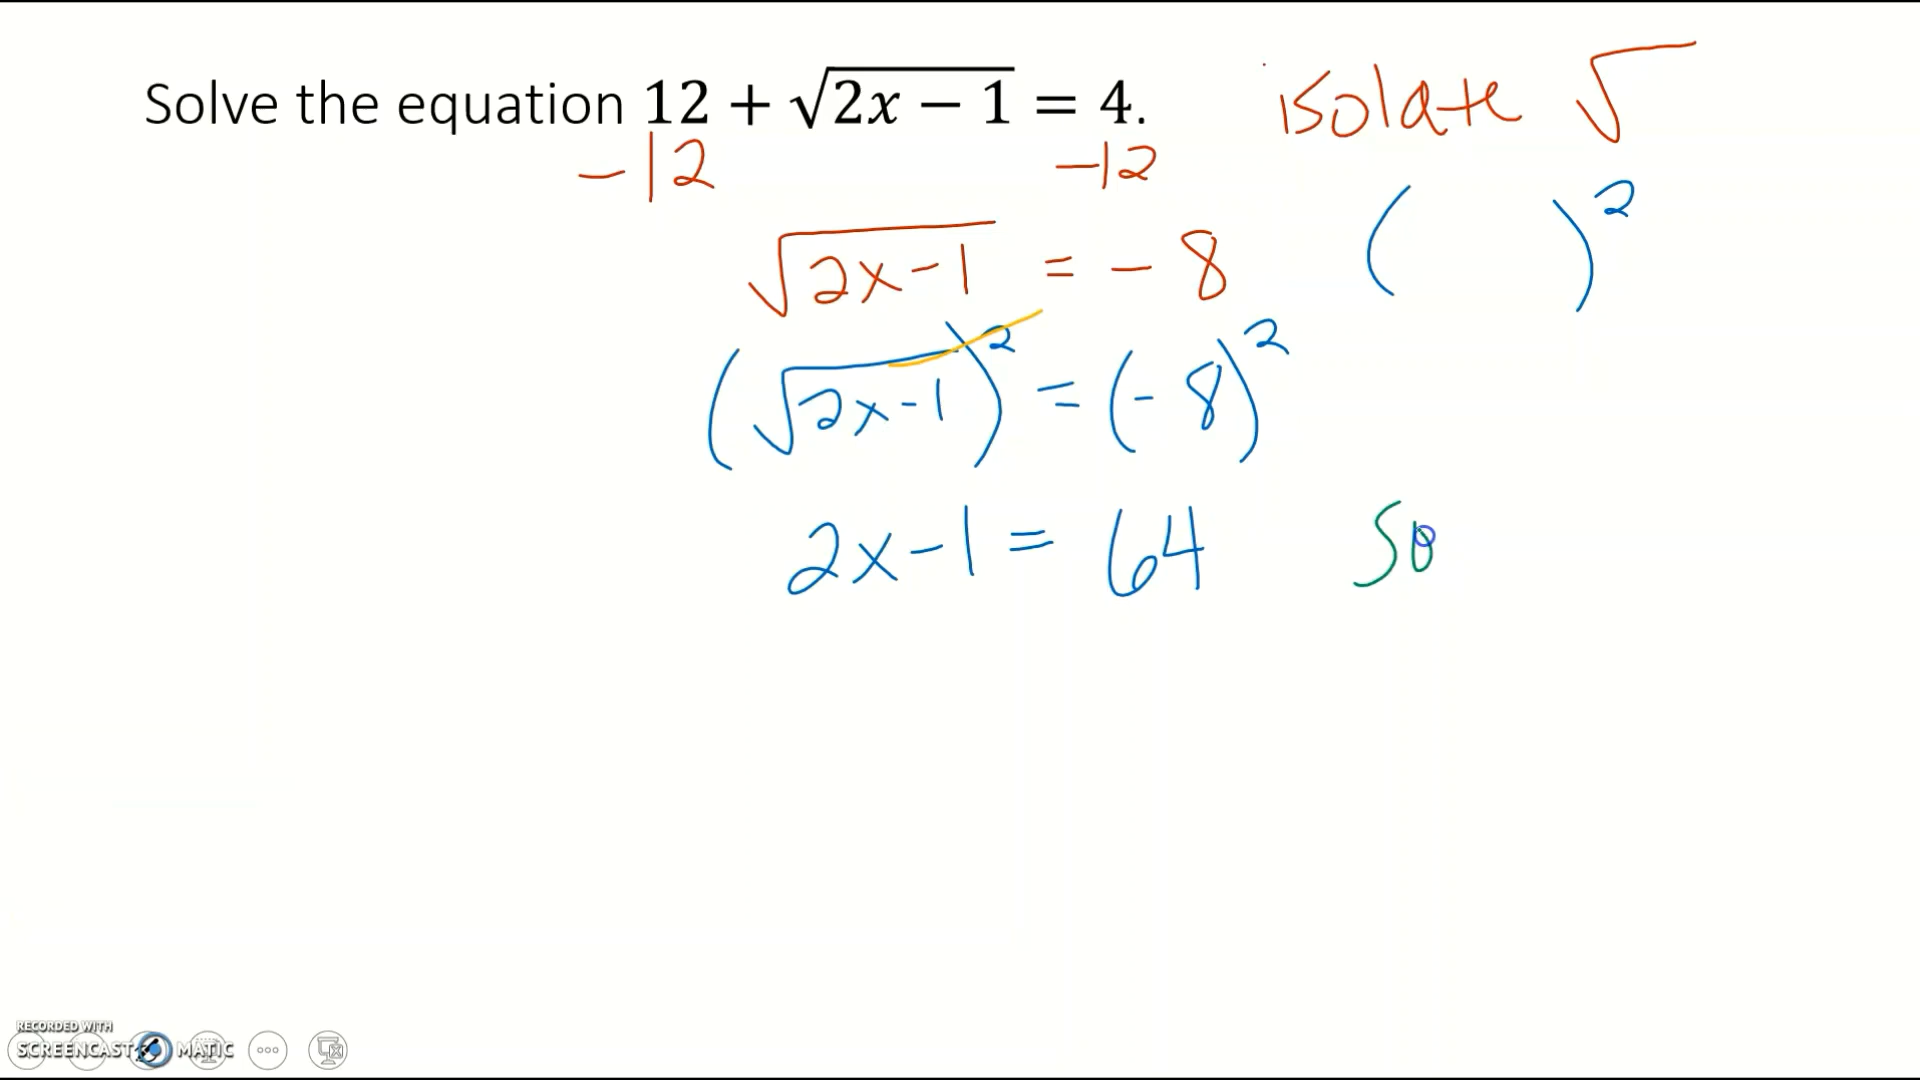 Solve the equation 12 + √2x − 1 = 4. isolate √
−12 −12
√2x−1 = −8 ( )²
(√2x−1)² = (−8)²
2x−1 = 64 so
RECORDED WITH
SCREENCAST MATIC